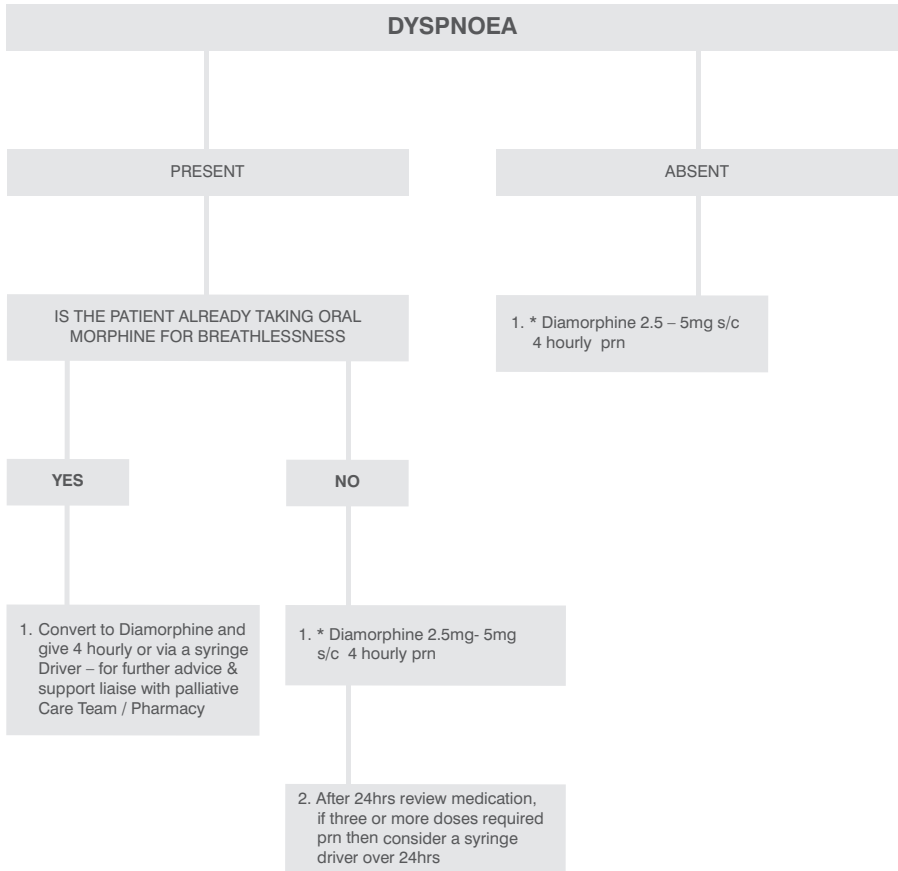 DYSPNOEA
PRESENT
ABSENT
IS THE PATIENT ALREADY TAKING ORAL
MORPHINE FOR BREATHLESSNESS
1. * Diamorphine 2.5 – 5mg s/c
4 hourly prn
YES
NO
1. Convert to Diamorphine and
give 4 hourly or via a syringe
Driver – for further advice &
support liaise with palliative
Care Team / Pharmacy
1. * Diamorphine 2.5mg- 5mg
s/c 4 hourly prn
2. After 24hrs review medication,
if three or more doses required
prn then consider a syringe
driver over 24hrs